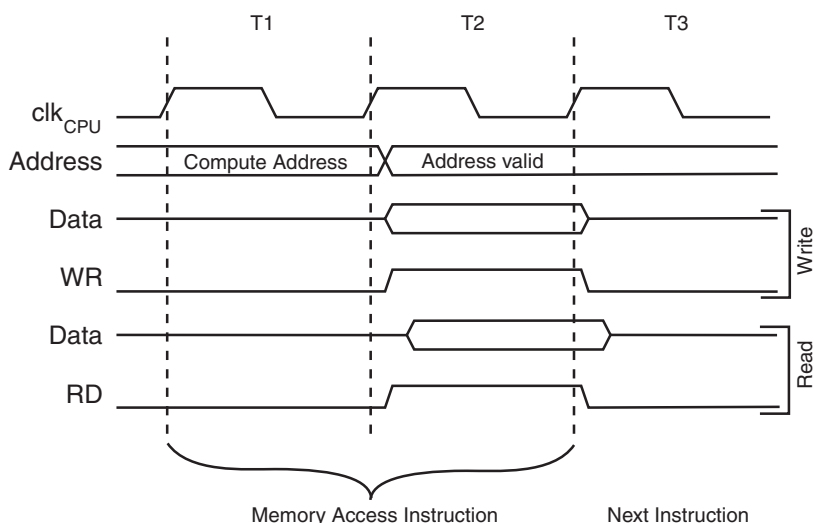 T1 T2 T3
clkCPU
Address Compute Address Address valid
Data
WR
Write
Data
RD
Read
Memory Access Instruction Next Instruction